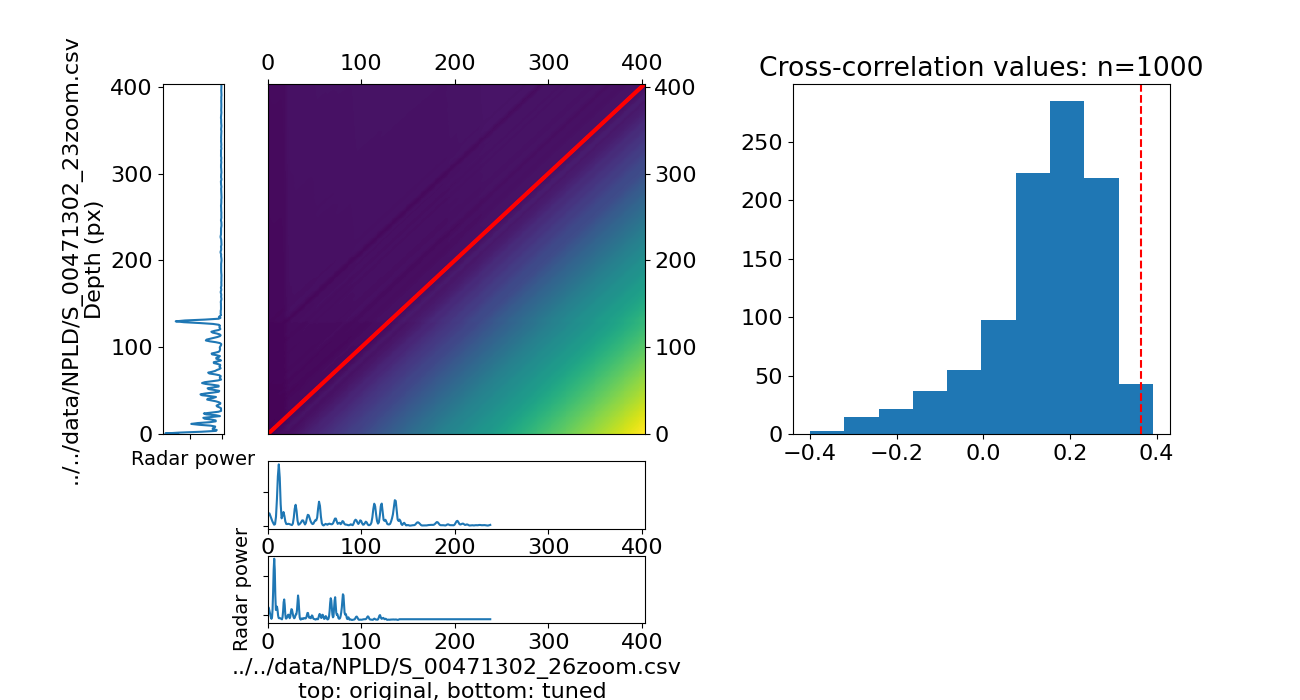 0 100 200 300 400
Cross-correlation values: n=1000
../../data/NPLD/S_00471302_23zoom.csv
Depth (px)
400
300
200
100
0
Radar power
400
300
200
100
0
250
200
150
100
50
0
−0.4 −0.2 0.0 0.2 0.4
0 100 200 300 400
Radar power
0 100 200 300 400
../../data/NPLD/S_00471302_26zoom.csv
top: original, bottom: tuned